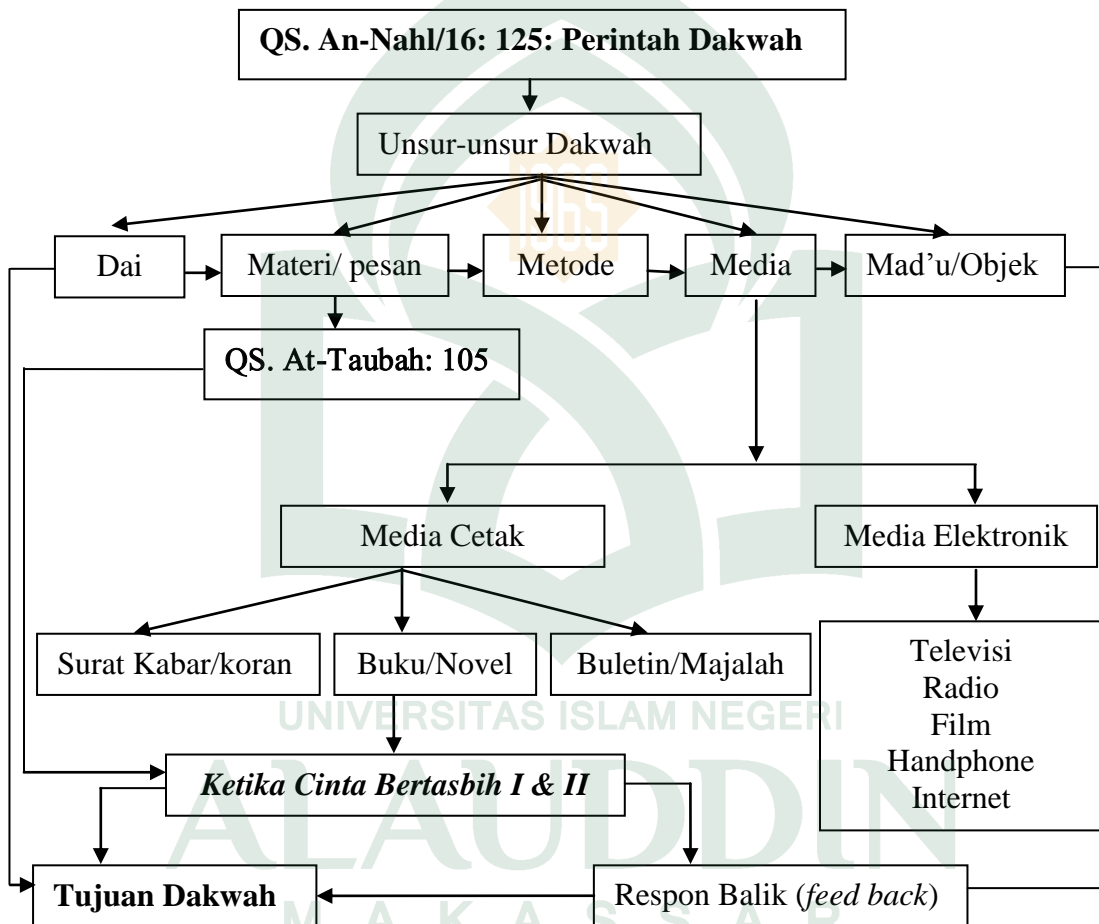 QS. An-Nahl/16: 125: Perintah Dakwah
Unsur-unsur Dakwah
1965
Dai
Materi/ pesan
Metode
Media
Mad'u/Objek
QS. At-Taubah: 105
Media Cetak
Media Elektronik
Surat Kabar/koran
Buku/Novel
Buletin/Majalah
Televisi
Radio
Film
Handphone
Internet
UNIVERSITAS ISLAM NEGERI
Ketika Cinta Bertasbih I & II
ALAUDDIN
Tujuan Dakwah
Respon Balik (feed back)
MAKASSAR